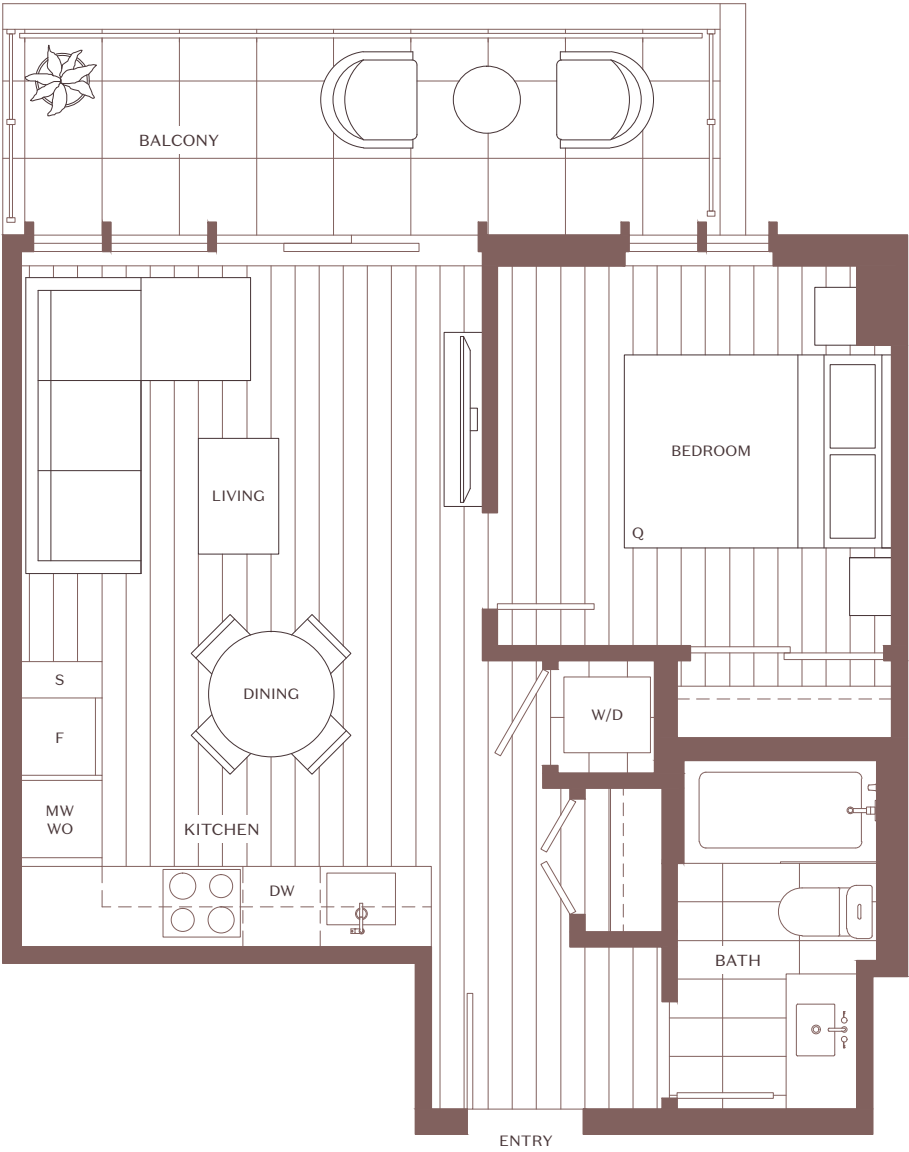 BALCONY
BEDROOM
LIVING
Q
S
DINING
W/D
F
MW
WO
KITCHEN
DW
BATH
ENTRY